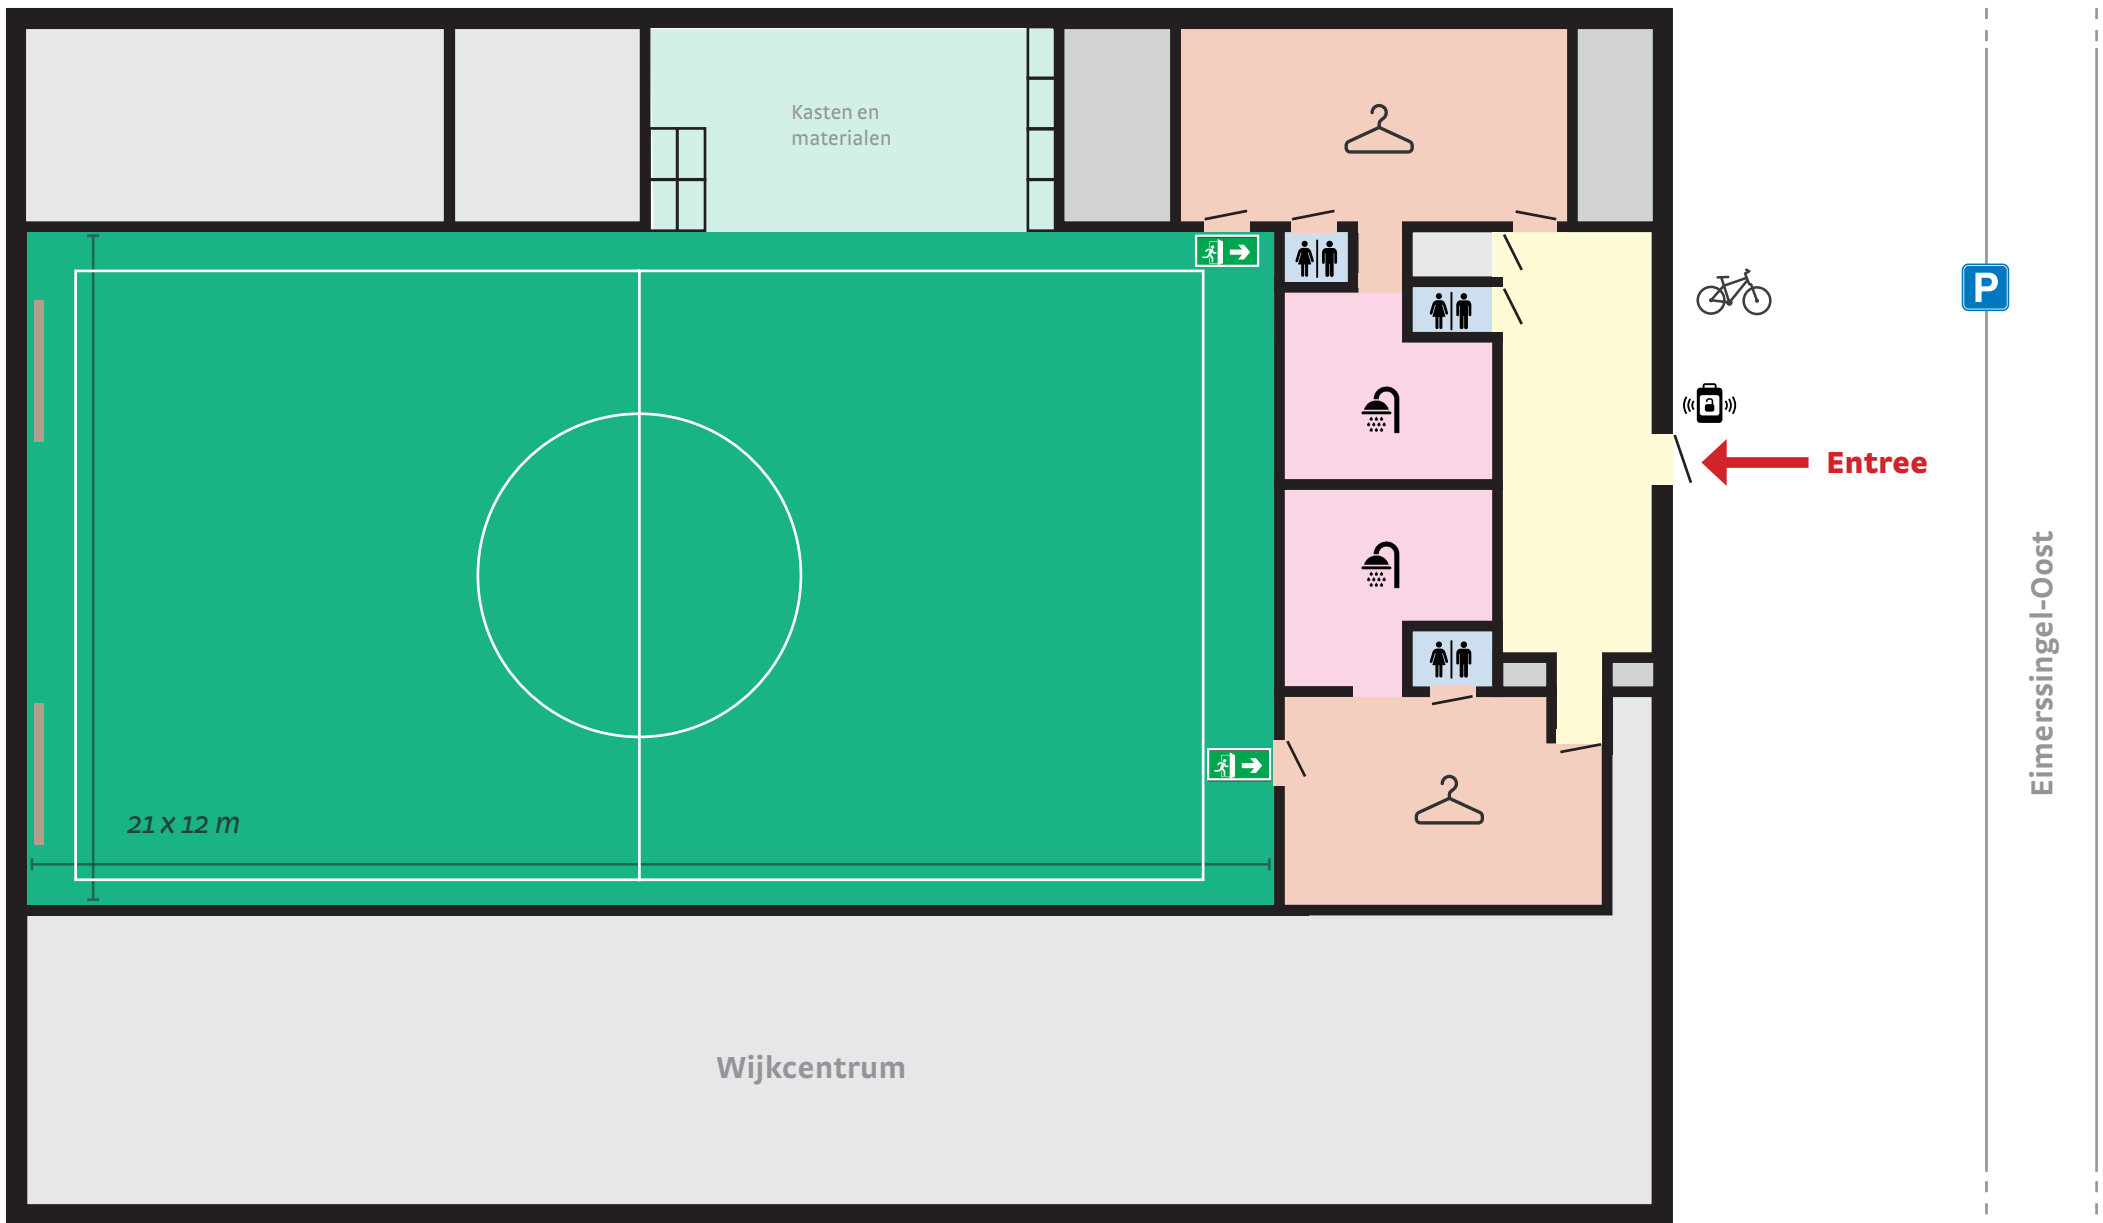 Kasten en
materialen
P
Entree
Eimerssingel-Oost
21 x 12 m
Wijkcentrum